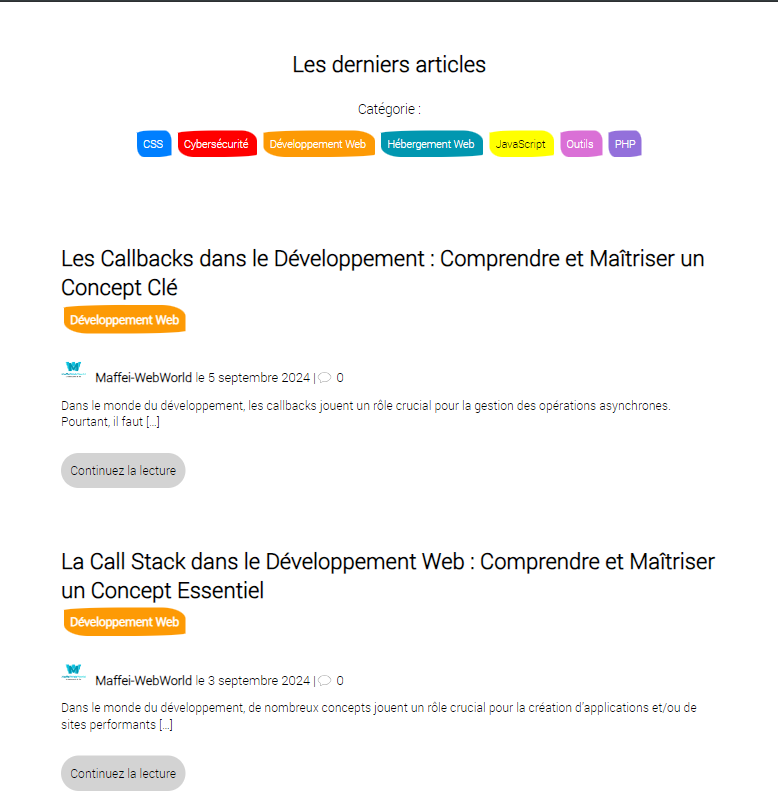 Les derniers articles
Catégorie :
CSS Cybersécurité Développement Web Hébergement Web JavaScript Outils PHP
Les Callbacks dans le Développement : Comprendre et Maîtriser un
Concept Clé
Développement Web
Maffei-WebWorld le 5 septembre 2024 | 0
Dans le monde du développement, les callbacks jouent un rôle crucial pour la gestion des opérations asynchrones.
Pourtant, il faut [...]
Continuez la lecture
La Call Stack dans le Développement Web : Comprendre et Maîtriser
un Concept Essentiel
Développement Web
Maffei-WebWorld le 3 septembre 2024 | 0
Dans le monde du développement, de nombreux concepts jouent un rôle crucial pour la création d'applications et/ou de
sites performants [...]
Continuez la lecture